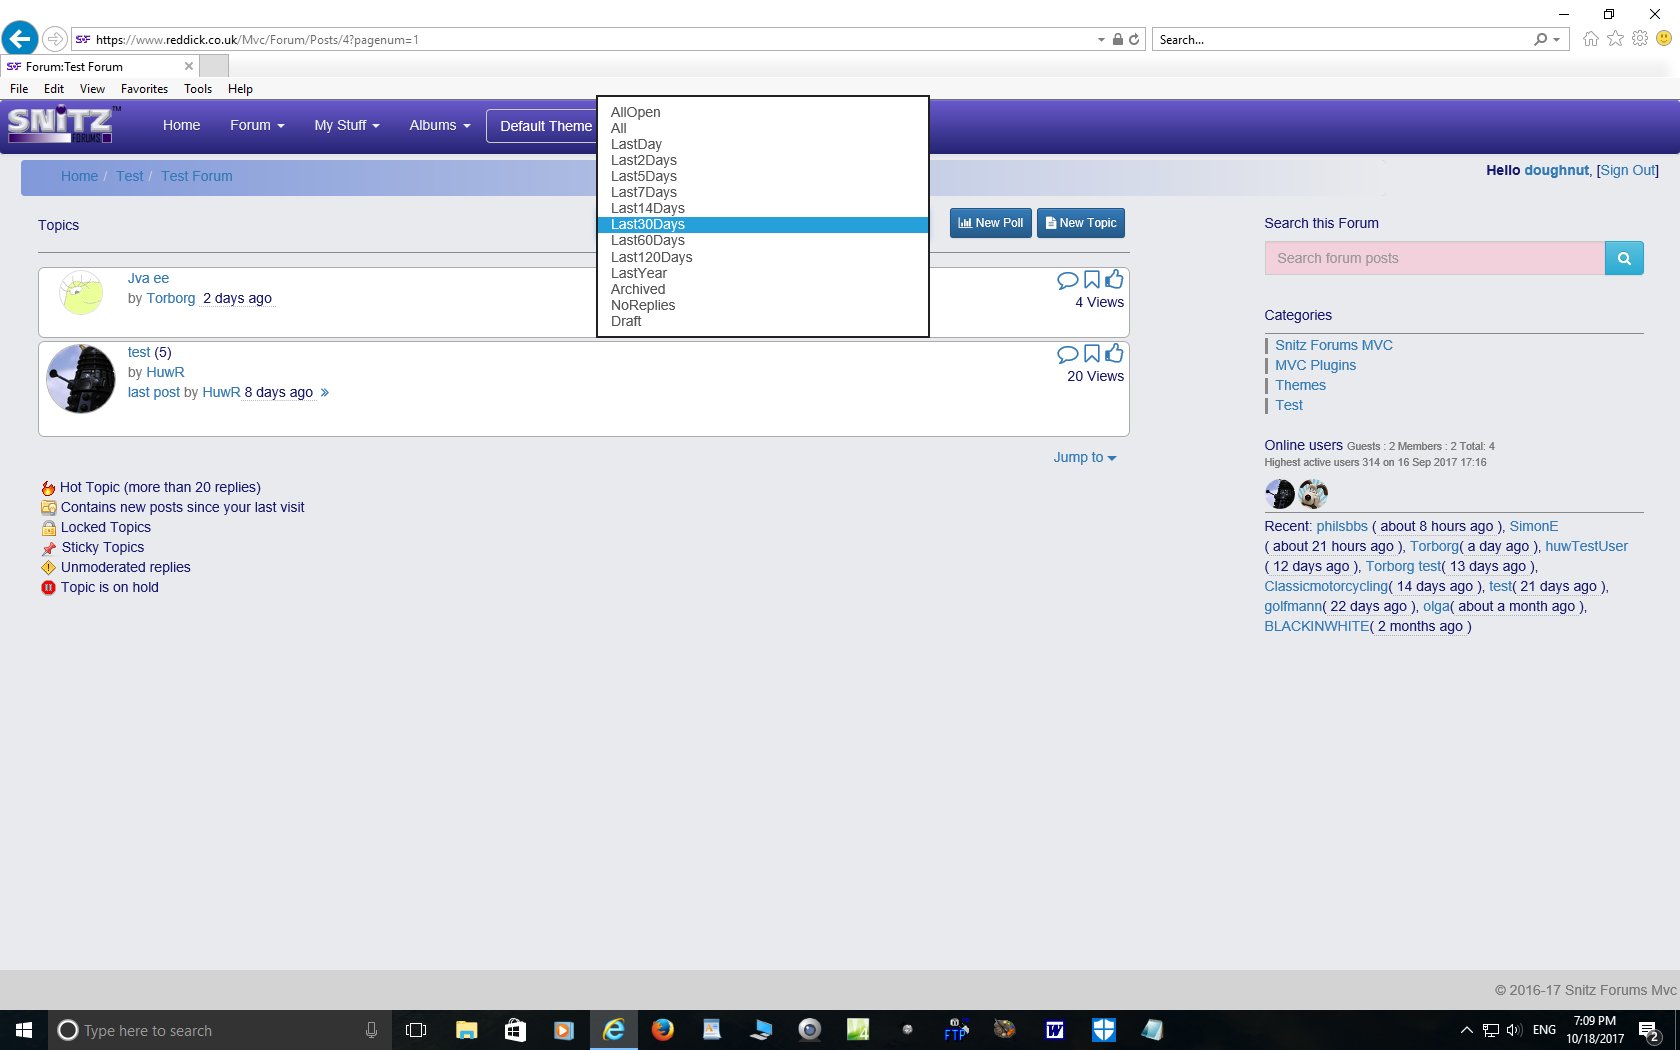 https://www.reddick.co.uk/Mvc/Forum/Posts/4?pagenum=1
Search...
Forum:Test Forum
File Edit View Favorites Tools Help
SNITZ FORUMS ™
Home Forum My Stuff Albums Default Theme
AllOpen
All
LastDay
Last2Days
Last5Days
Last7Days
Last14Days
Last30Days
Last60Days
Last120Days
LastYear
Archived
NoReplies
Draft
Home / Test / Test Forum
Hello doughnut, [Sign Out]
Topics
New Poll New Topic
Jva ee
by Torborg 2 days ago
4 Views
test (5)
by HuwR
last post by HuwR 8 days ago »
20 Views
Jump to
Hot Topic (more than 20 replies)
Contains new posts since your last visit
Locked Topics
Sticky Topics
Unmoderated replies
Topic is on hold
Search this Forum
Search forum posts
Categories
Snitz Forums MVC
MVC Plugins
Themes
Test
Online users Guests : 2 Members : 2 Total: 4
Highest active users 314 on 16 Sep 2017 17:16
Recent: philsbbs ( about 8 hours ago ), SimonE
( about 21 hours ago ), Torborg( a day ago ), huwTestUser
( 12 days ago ), Torborg test( 13 days ago ),
Classicmotorcycling( 14 days ago ), test( 21 days ago ),
golfmann( 22 days ago ), olga( about a month ago ),
BLACKINWHITE( 2 months ago )
© 2016-17 Snitz Forums Mvc
Type here to search
4
FTP
W
ENG
7:09 PM
10/18/2017
2